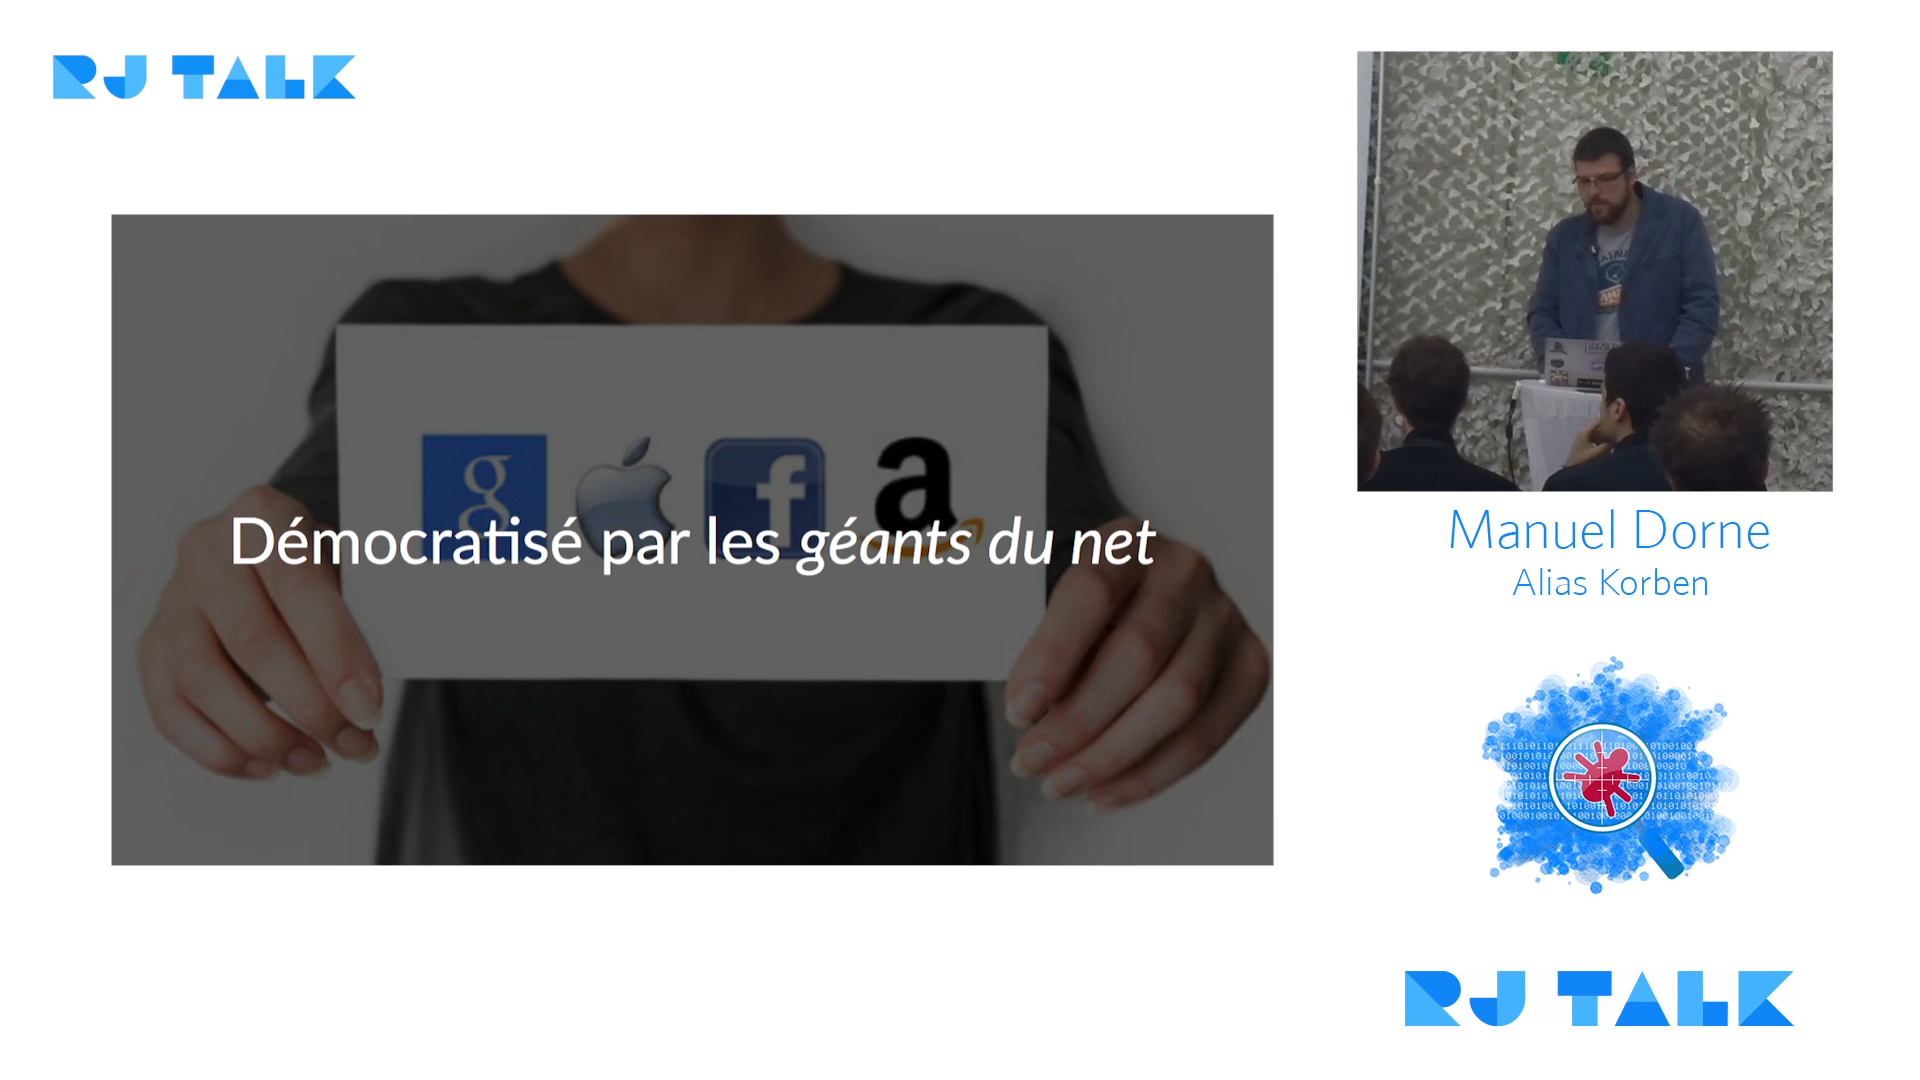 RJ TALK
g
f
a
Démocratisé par les géants du net
Manuel Dorne
Alias Korben
RJ TALK